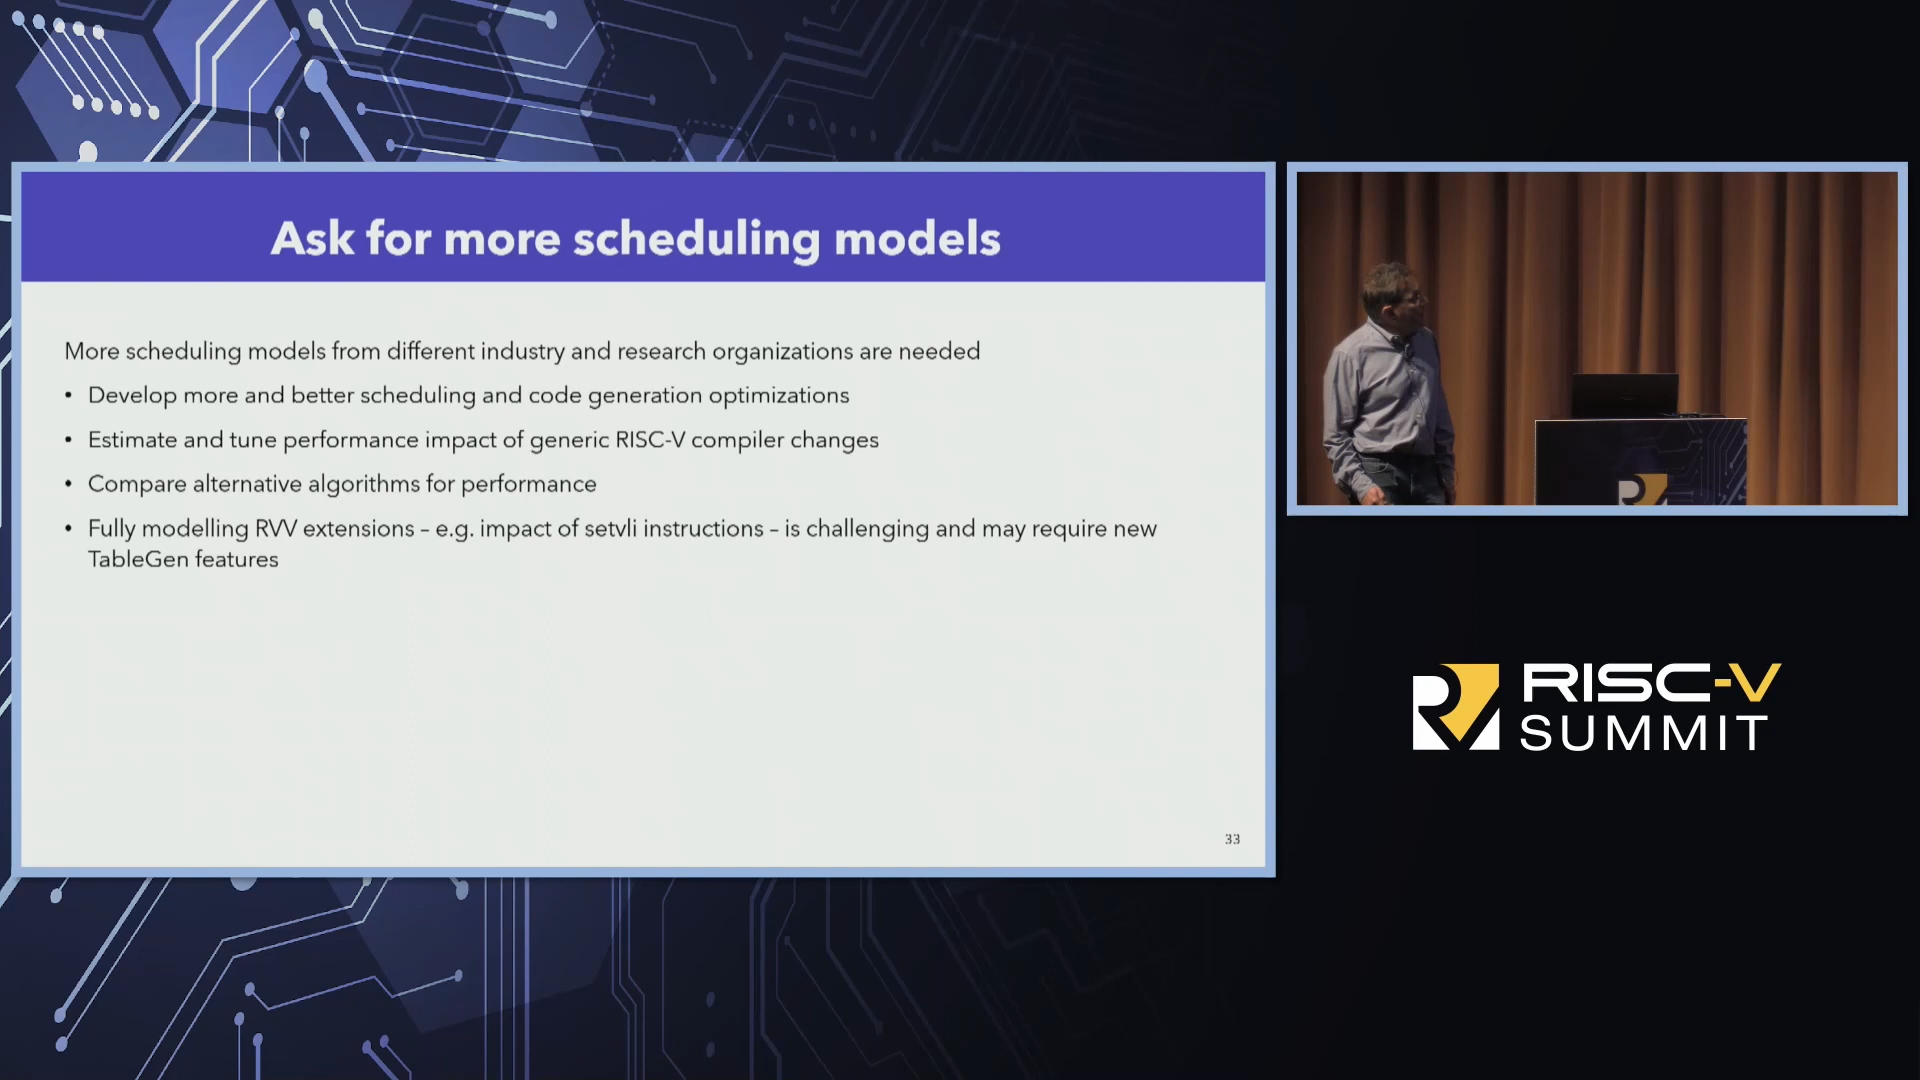 Ask for more scheduling models
More scheduling models from different industry and research organizations are needed
• Develop more and better scheduling and code generation optimizations
• Estimate and tune performance impact of generic RISC-V compiler changes
• Compare alternative algorithms for performance
• Fully modelling RVV extensions – e.g. impact of setvli instructions – is challenging and may require new
TableGen features
33
RISC-V
SUMMIT